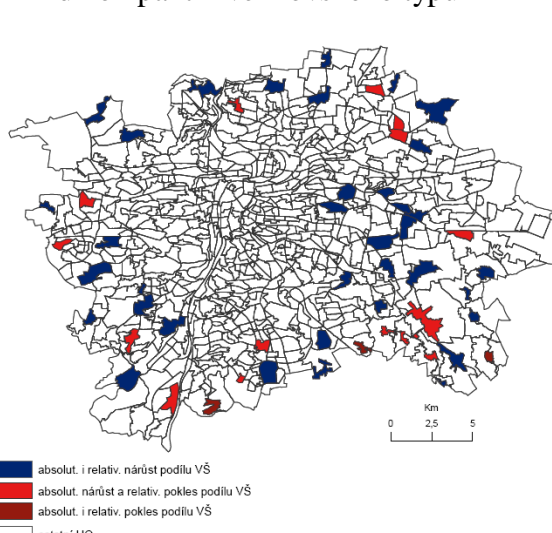 Km
0 2,5 5
absolut. i relativ. nárůst podílu VŠ
absolut. nárůst a relativ. pokles podílu VŠ
absolut. i relativ. pokles podílu VŠ